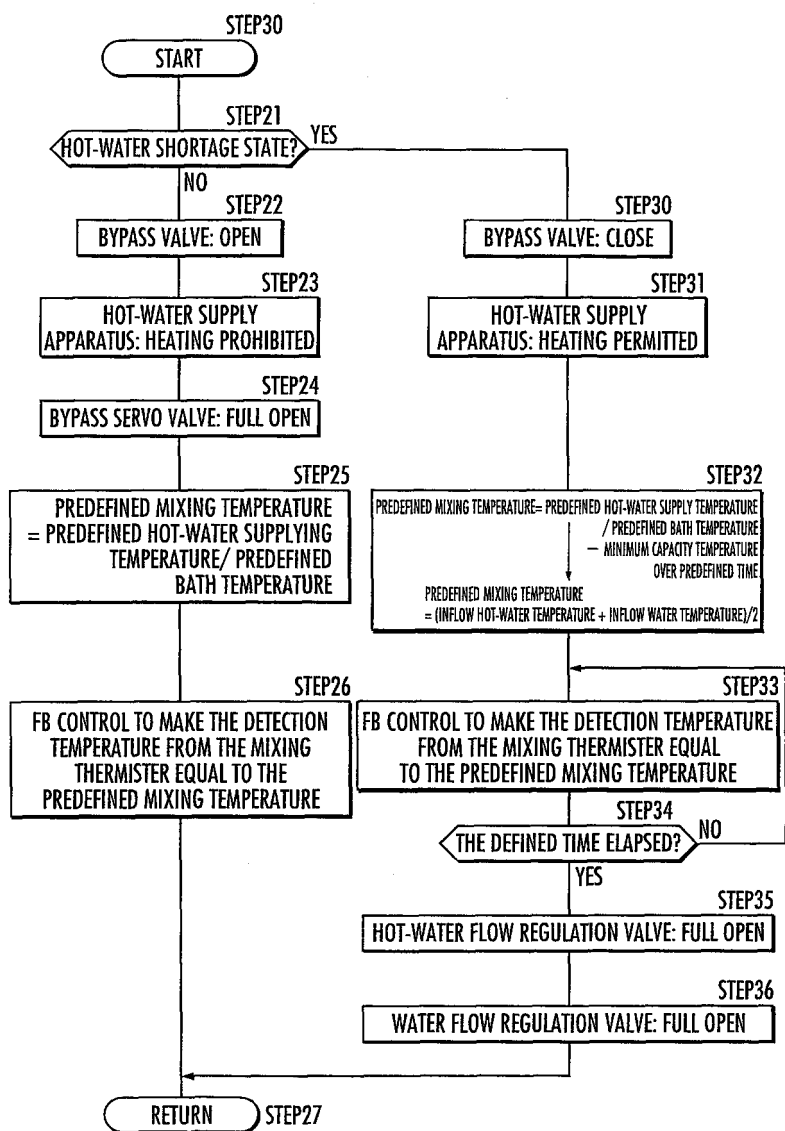 STEP30
START
STEP21
HOT-WATER SHORTAGE STATE?
YES
NO
STEP22
BYPASS VALVE: OPEN
STEP23
HOT-WATER SUPPLY
APPARATUS: HEATING PROHIBITED
STEP24
BYPASS SERVO VALVE: FULL OPEN
STEP25
PREDEFINED MIXING TEMPERATURE
= PREDEFINED HOT-WATER SUPPLYING
TEMPERATURE/ PREDEFINED
BATH TEMPERATURE
STEP26
FB CONTROL TO MAKE THE DETECTION
TEMPERATURE FROM THE MIXING
THERMISTER EQUAL TO THE
PREDEFINED MIXING TEMPERATURE
STEP30
BYPASS VALVE: CLOSE
STEP31
HOT-WATER SUPPLY
APPARATUS: HEATING PERMITTED
STEP32
PREDEFINED MIXING TEMPERATURE= PREDEFINED HOT-WATER SUPPLY TEMPERATURE
/ PREDEFINED BATH TEMPERATURE
— MINIMUM CAPACITY TEMPERATURE
OVER PREDEFINED TIME
PREDEFINED MIXING TEMPERATURE
= (INFLOW HOT-WATER TEMPERATURE + INFLOW WATER TEMPERATURE)/2
STEP33
FB CONTROL TO MAKE THE DETECTION TEMPERATURE
FROM THE MIXING THERMISTER EQUAL
TO THE PREDEFINED MIXING TEMPERATURE
STEP34
THE DEFINED TIME ELAPSED?
NO
YES
STEP35
HOT-WATER FLOW REGULATION VALVE: FULL OPEN
STEP36
WATER FLOW REGULATION VALVE: FULL OPEN
RETURN
STEP27